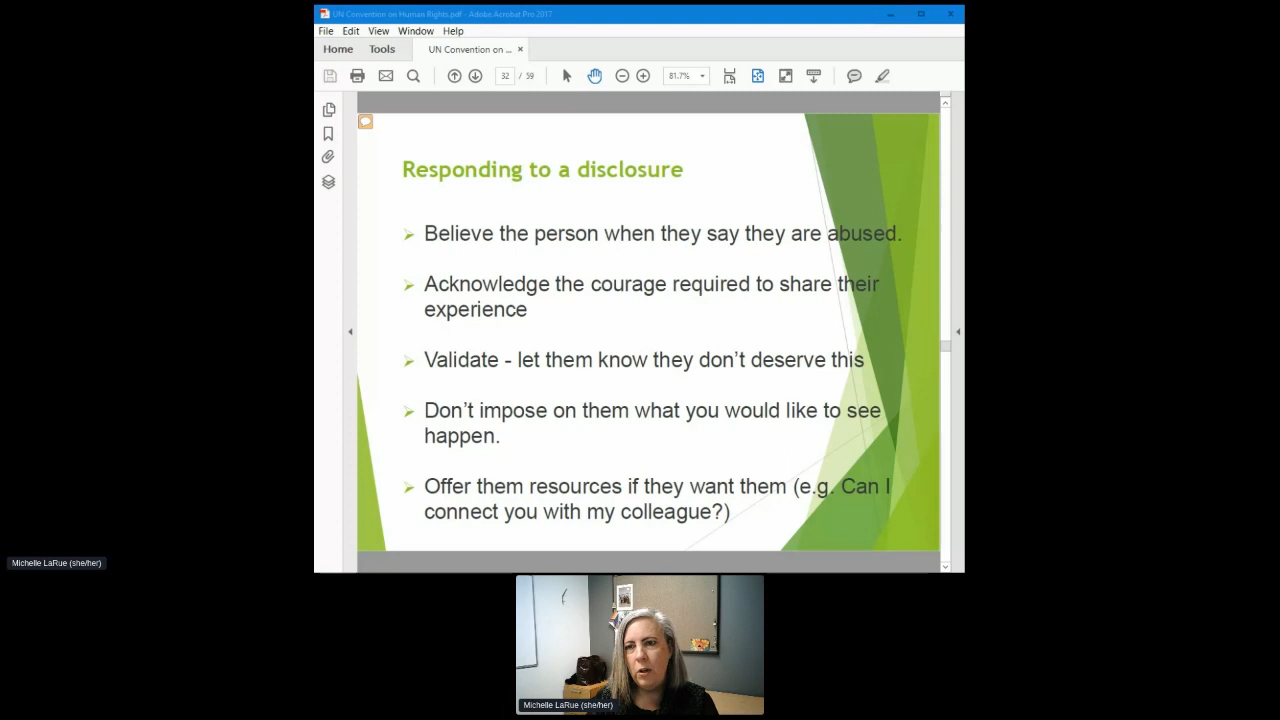 UN Convention on Human Rights.pdf - Adobe Acrobat Pro 2017
File Edit View Window Help
Home Tools UN Convention on ... ×
32 / 59 81.7%
Responding to a disclosure
Believe the person when they say they are abused.
Acknowledge the courage required to share their
experience
Validate - let them know they don’t deserve this
Don’t impose on them what you would like to see
happen.
Offer them resources if they want them (e.g. Can I
connect you with my colleague?)
Michelle LaRue (she/her)
Michelle LaRue (she/her)